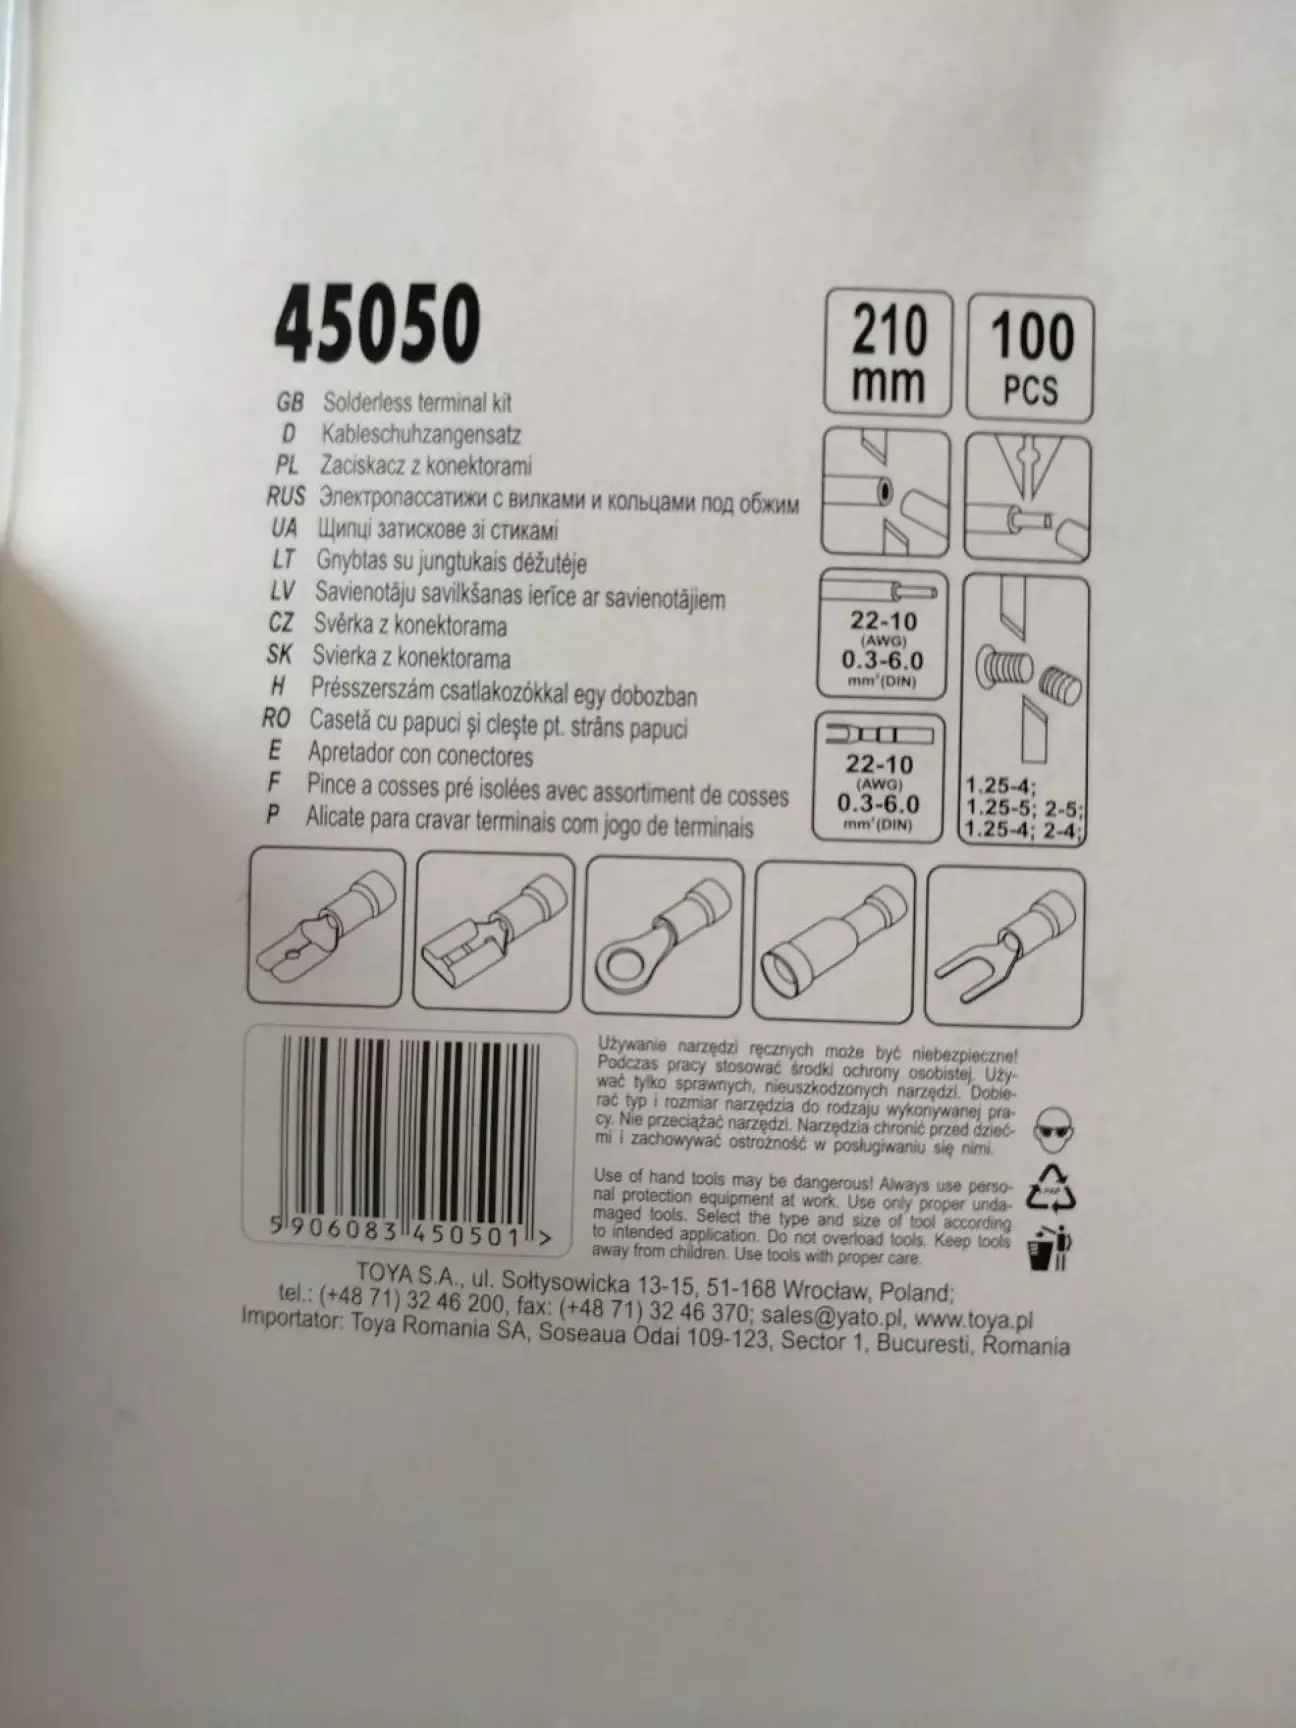 45050
210
mm
100
PCS
GB Solderless terminal kit
D Kableschuhzangensatz
PL Zaciskacz z konektorami
RUS Электропассатижи с вилками и кольцами под обжим
UA Щипці затискове зі стиками
LT Gnybtas su jungtukais dėžutėje
LV Savienotāju savilkšanas ierīce ar savienotājiem
CZ Svěrka z konektorama
SK Svierka z konektorama
H Présszerszám csatlakozókkal egy dobozban
RO Casetă cu papuci și clește pt. strâns papuci
E Apretador con conectores
F Pince a cosses pré isolées avec assortiment de cosses
P Alicate para cravar terminais com jogo de terminais
22-10
(AWG)
0.3-6.0
mm²(DIN)
22-10
(AWG)
0.3-6.0
mm²(DIN)
1.25-4;
1.25-5; 2-5;
1.25-4; 2-4;
Używanie narzędzi ręcznych może być niebezpieczne!
Podczas pracy stosować środki ochrony osobistej. Uży-
wać tylko sprawnych, nieuszkodzonych narzędzi. Dobie-
rać typ i rozmiar narzędzia do rodzaju wykonywanej pra-
cy. Nie przeciążać narzędzi. Narzędzia chronić przed dzieć-
mi i zachowywać ostrożność w posługiwaniu się nimi.
Use of hand tools may be dangerous! Always use perso-
nal protection equipment at work. Use only proper unda-
maged tools. Select the type and size of tool according
to intended application. Do not overload tools. Keep tools
away from children. Use tools with proper care.
PAP
5 906083 450501 >
TOYA S.A., ul. Sołtysowicka 13-15, 51-168 Wrocław, Poland;
tel.: (+48 71) 32 46 200, fax: (+48 71) 32 46 370; sales@yato.pl, www.toya.pl
Importator: Toya Romania SA, Soseaua Odai 109-123, Sector 1, Bucuresti, Romania